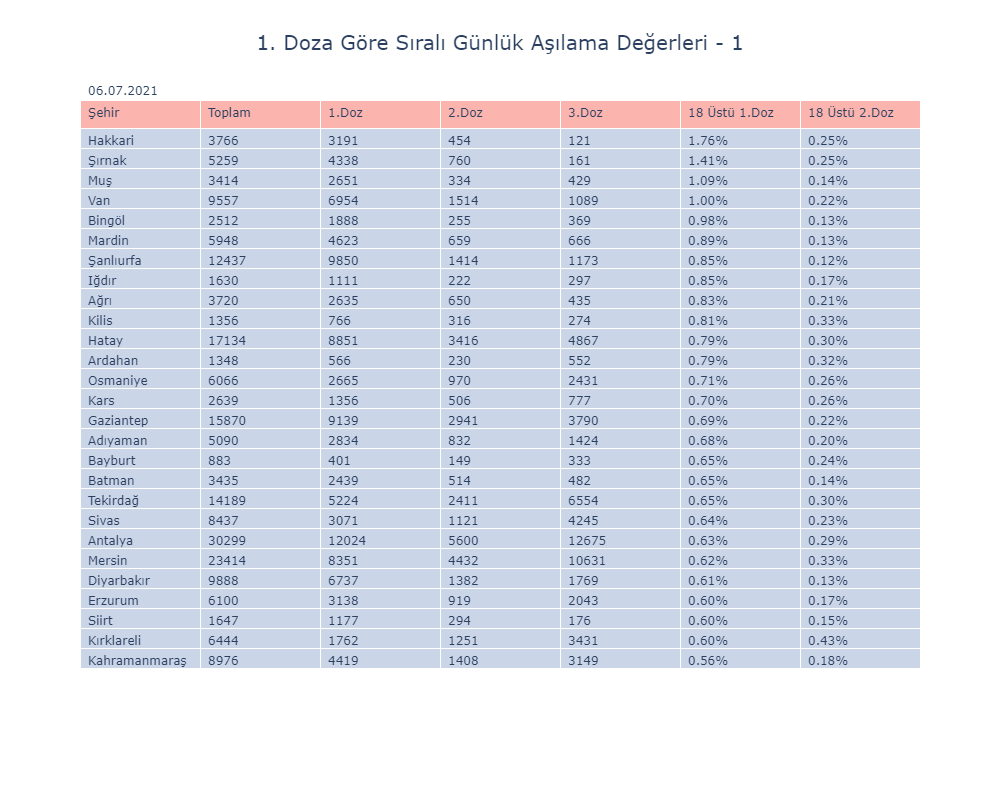 1. Doza Göre Sıralı Günlük Aşılama Değerleri - 1
06.07.2021
Şehir Toplam 1.Doz 2.Doz 3.Doz 18 Üstü 1.Doz 18 Üstü 2.Doz
Hakkari 3766 3191 454 121 1.76% 0.25%
Şırnak 5259 4338 760 161 1.41% 0.25%
Muş 3414 2651 334 429 1.09% 0.14%
Van 9557 6954 1514 1089 1.00% 0.22%
Bingöl 2512 1888 255 369 0.98% 0.13%
Mardin 5948 4623 659 666 0.89% 0.13%
Şanlıurfa 12437 9850 1414 1173 0.85% 0.12%
Iğdır 1630 1111 222 297 0.85% 0.17%
Ağrı 3720 2635 650 435 0.83% 0.21%
Kilis 1356 766 316 274 0.81% 0.33%
Hatay 17134 8851 3416 4867 0.79% 0.30%
Ardahan 1348 566 230 552 0.79% 0.32%
Osmaniye 6066 2665 970 2431 0.71% 0.26%
Kars 2639 1356 506 777 0.70% 0.26%
Gaziantep 15870 9139 2941 3790 0.69% 0.22%
Adıyaman 5090 2834 832 1424 0.68% 0.20%
Bayburt 883 401 149 333 0.65% 0.24%
Batman 3435 2439 514 482 0.65% 0.14%
Tekirdağ 14189 5224 2411 6554 0.65% 0.30%
Sivas 8437 3071 1121 4245 0.64% 0.23%
Antalya 30299 12024 5600 12675 0.63% 0.29%
Mersin 23414 8351 4432 10631 0.62% 0.33%
Diyarbakır 9888 6737 1382 1769 0.61% 0.13%
Erzurum 6100 3138 919 2043 0.60% 0.17%
Siirt 1647 1177 294 176 0.60% 0.15%
Kırklareli 6444 1762 1251 3431 0.60% 0.43%
Kahramanmaraş 8976 4419 1408 3149 0.56% 0.18%